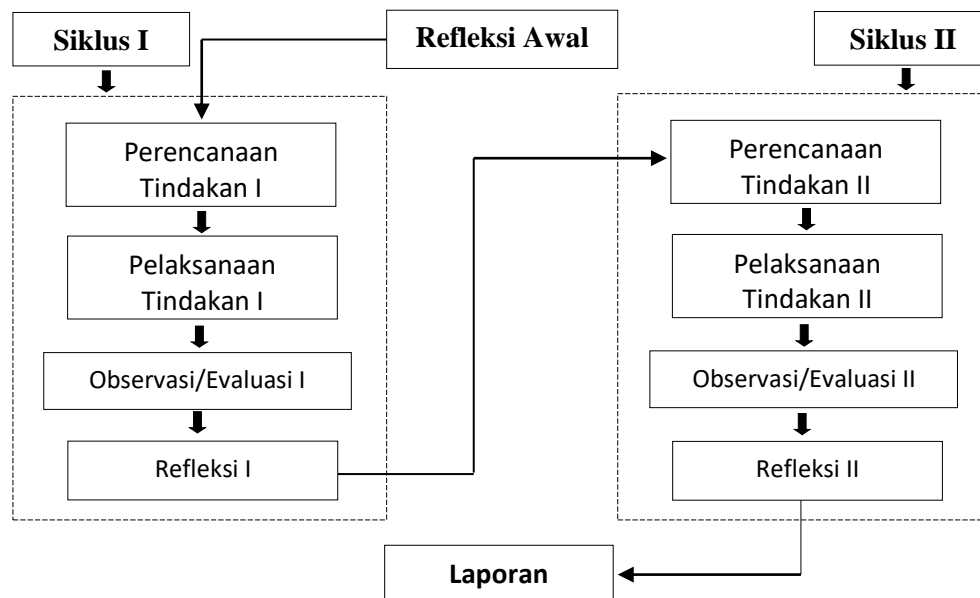 Siklus I
Refleksi Awal
Siklus II
Perencanaan
Tindakan I
Pelaksanaan
Tindakan I
Observasi/Evaluasi I
Refleksi I
Perencanaan
Tindakan II
Pelaksanaan
Tindakan II
Observasi/Evaluasi II
Refleksi II
Laporan